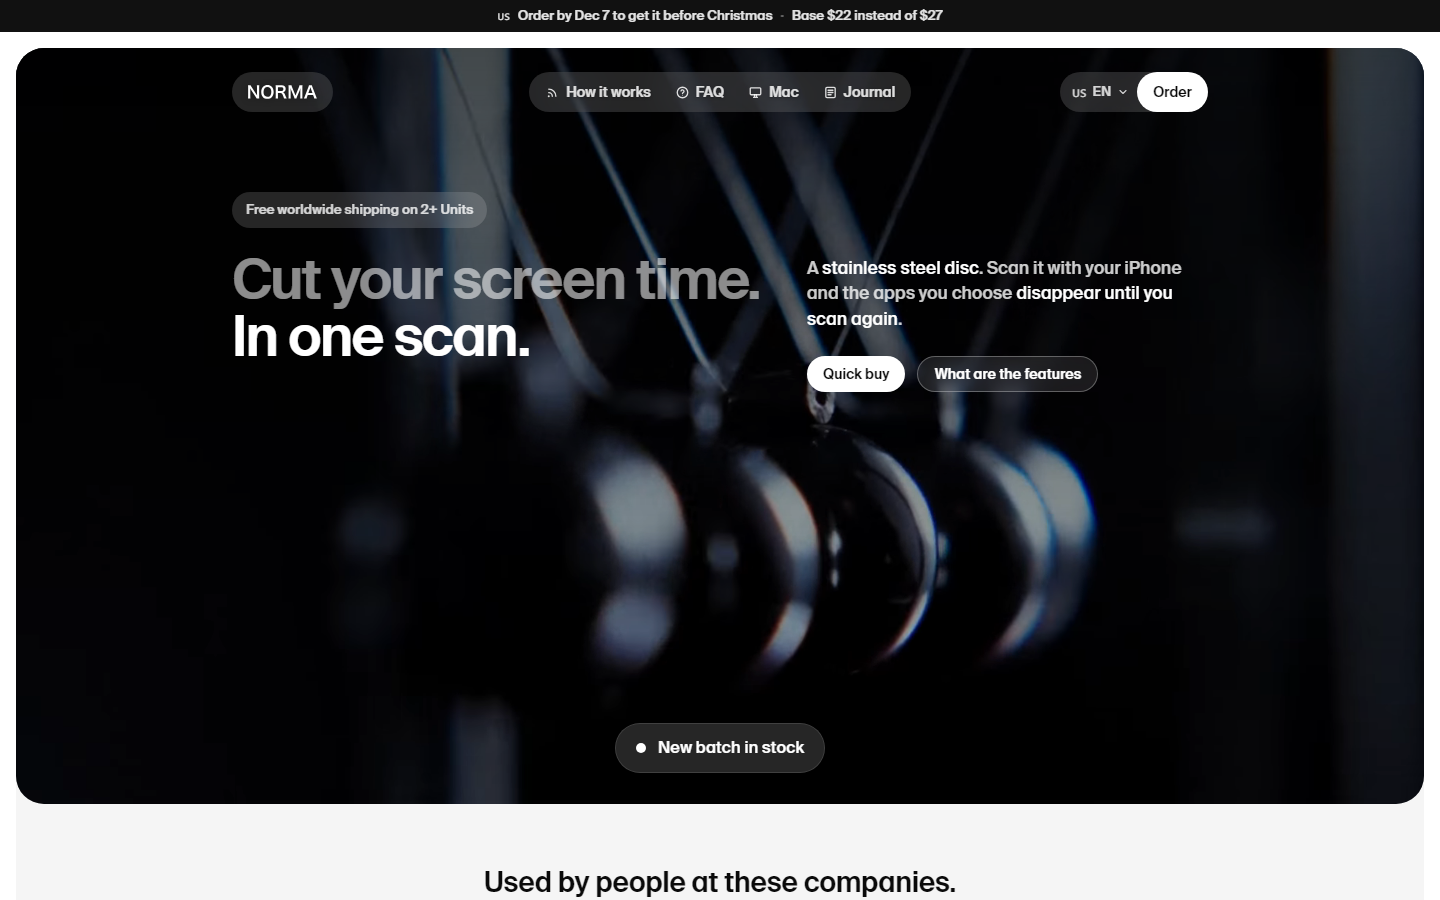 US Order by Dec 7 to get it before Christmas - Base $22 instead of $27
NORMA
How it works
FAQ
Mac
Journal
US EN
Order
Free worldwide shipping on 2+ Units
Cut your screen time.
In one scan.
A stainless steel disc. Scan it with your iPhone
and the apps you choose disappear until you
scan again.
Quick buy
What are the features
New batch in stock
Used by people at these companies.